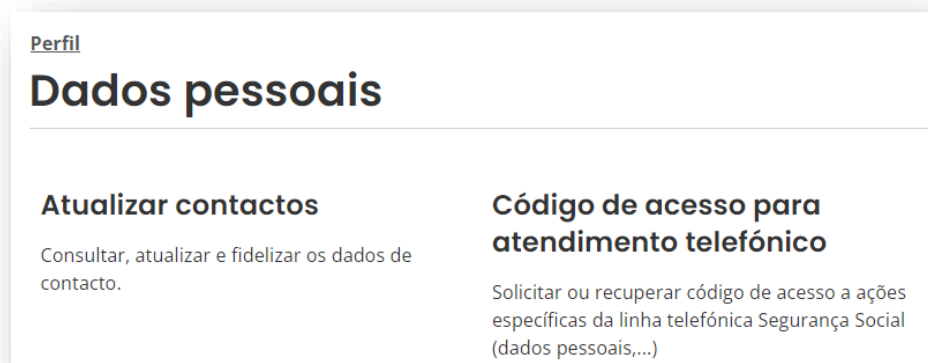 Perfil
Dados pessoais
Atualizar contactos
Consultar, atualizar e fidelizar os dados de
contacto.
Código de acesso para
atendimento telefónico
Solicitar ou recuperar código de acesso a ações
específicas da linha telefónica Segurança Social
(dados pessoais,...)